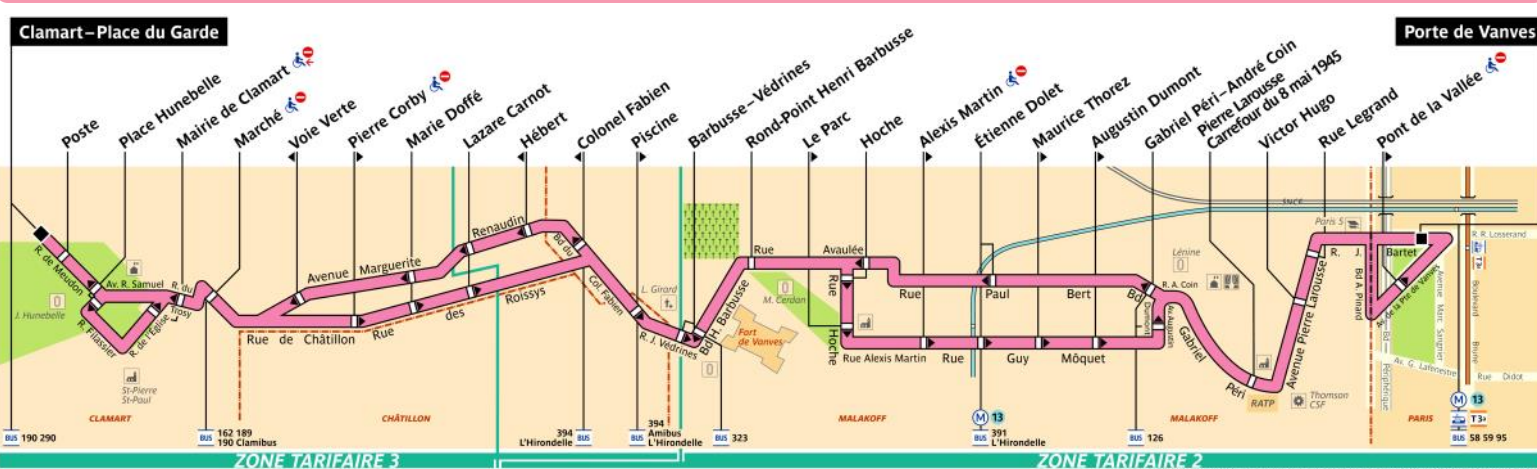 Clamart–Place du Garde
Porte de Vanves
Poste
Place Hunebelle
Mairie de Clamart
Marché
Voie Verte
Pierre Corby
Marie Doffé
Lazare Carnot
Hébert
Colonel Fabien
Piscine
Barbusse–Védrines
Rond-Point Henri Barbusse
Le Parc
Hoche
Alexis Martin
Étienne Dolet
Maurice Thorez
Augustin Dumont
Gabriel Péri–André Coin
Pierre Larousse
Carrefour du 8 mai 1945
Victor Hugo
Rue Legrand
Pont de la Vallée
R. de Meudon
Av. R. Samuel
R. du
Trosy
R. Filassier
R. de l'Église
J. Hunebelle
St-Pierre
St-Paul
Avenue Marguerite Renaudin
Rue de Châtillon
Rue des Roissys
Bd du
Col. Fabien
L. Girard
R. J. Védrines
Bd H. Barbusse
Fort
de Vanves
M. Cerdan
Rue Avaulée
Rue
Hoche
Rue Alexis Martin
Rue Guy Môquet
Rue Paul Bert
Bd
R. A. Coin
Lénine
Av. Augustin
Dumont
Gabriel
Péri
RATP
Thomson
CSF
Avenue Pierre Larousse
SNCF
Paris 5
R. J. Bartet
Bd A. Pinard
Av. de la Pte de Vanves
Bd Périphérique
Avenue Marc Sangnier
Boulevard Brune
R. R. Losserand
T3a
Av. G. Lafenestre
Rue Didot
CLAMART
CHÂTILLON
MALAKOFF
MALAKOFF
PARIS
BUS 190 290
BUS 162 189
190 Clamibus
394
L'Hirondelle BUS
BUS 394
Amibus
L'Hirondelle
BUS 323
M 13
BUS 391
L'Hirondelle
BUS 126
M 13
T3a
BUS 58 59 95
ZONE TARIFAIRE 3
ZONE TARIFAIRE 2